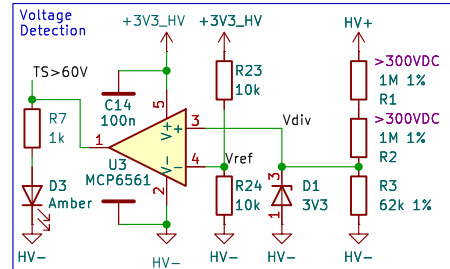 Voltage
Detection
+3V3_HV
+3V3_HV
HV+
TS>60V
C14
100n
R23
10k
>300VDC
1M 1%
R1
R7
1k
5
V+
+
3
1
U3
MCP6561
V-
-
4
2
Vdiv
Vref
>300VDC
1M 1%
R2
D3
Amber
R24
10k
3
D1
3V3
1
R3
62k 1%
HV-
HV-
HV-
HV-
HV-